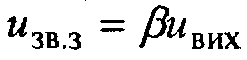 u_зв.з = βu_вих